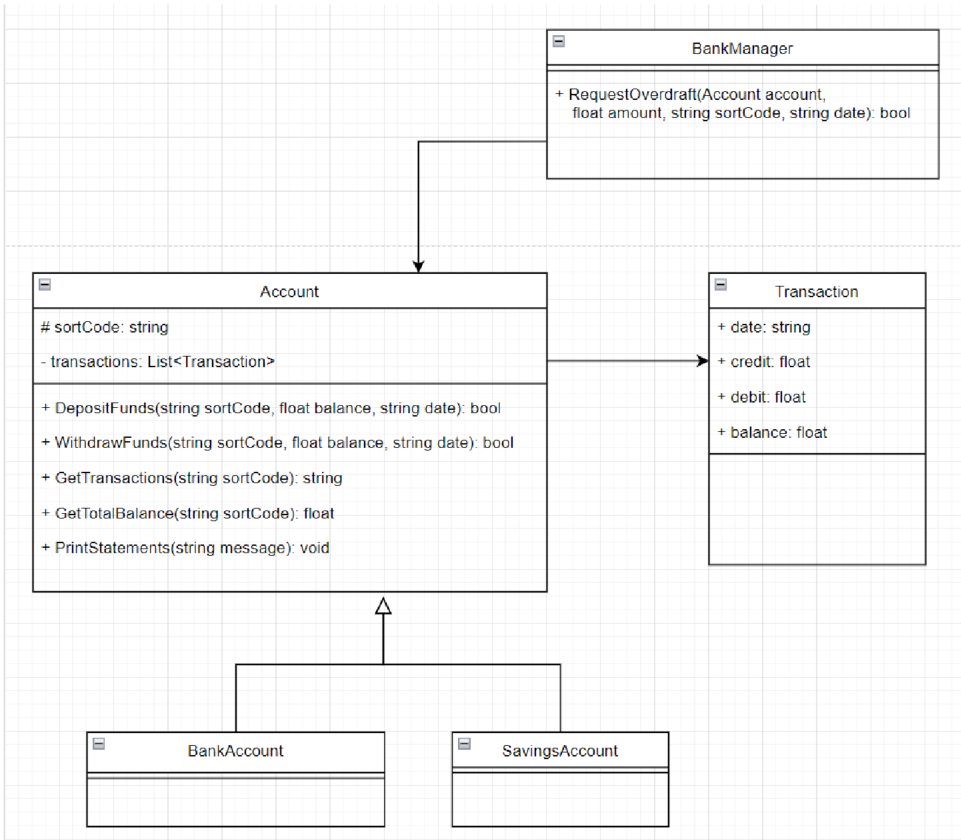 BankManager
+ RequestOverdraft(Account account,
float amount, string sortCode, string date): bool
Account
# sortCode: string
- transactions: List<Transaction>
+ DepositFunds(string sortCode, float balance, string date): bool
+ WithdrawFunds(string sortCode, float balance, string date): bool
+ GetTransactions(string sortCode): string
+ GetTotalBalance(string sortCode): float
+ PrintStatements(string message): void
Transaction
+ date: string
+ credit: float
+ debit: float
+ balance: float
BankAccount
SavingsAccount